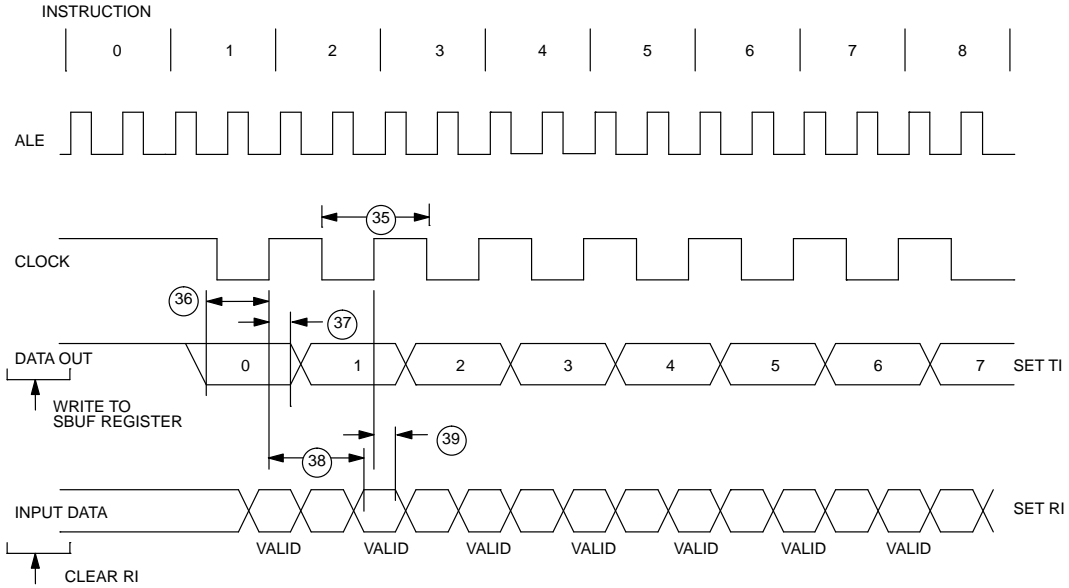 INSTRUCTION
0 1 2 3 4 5 6 7 8
ALE
35
CLOCK
36
37
DATA OUT 0 1 2 3 4 5 6 7 SET TI
WRITE TO
SBUF REGISTER
39
38
INPUT DATA SET RI
VALID VALID VALID VALID VALID VALID VALID
CLEAR RI